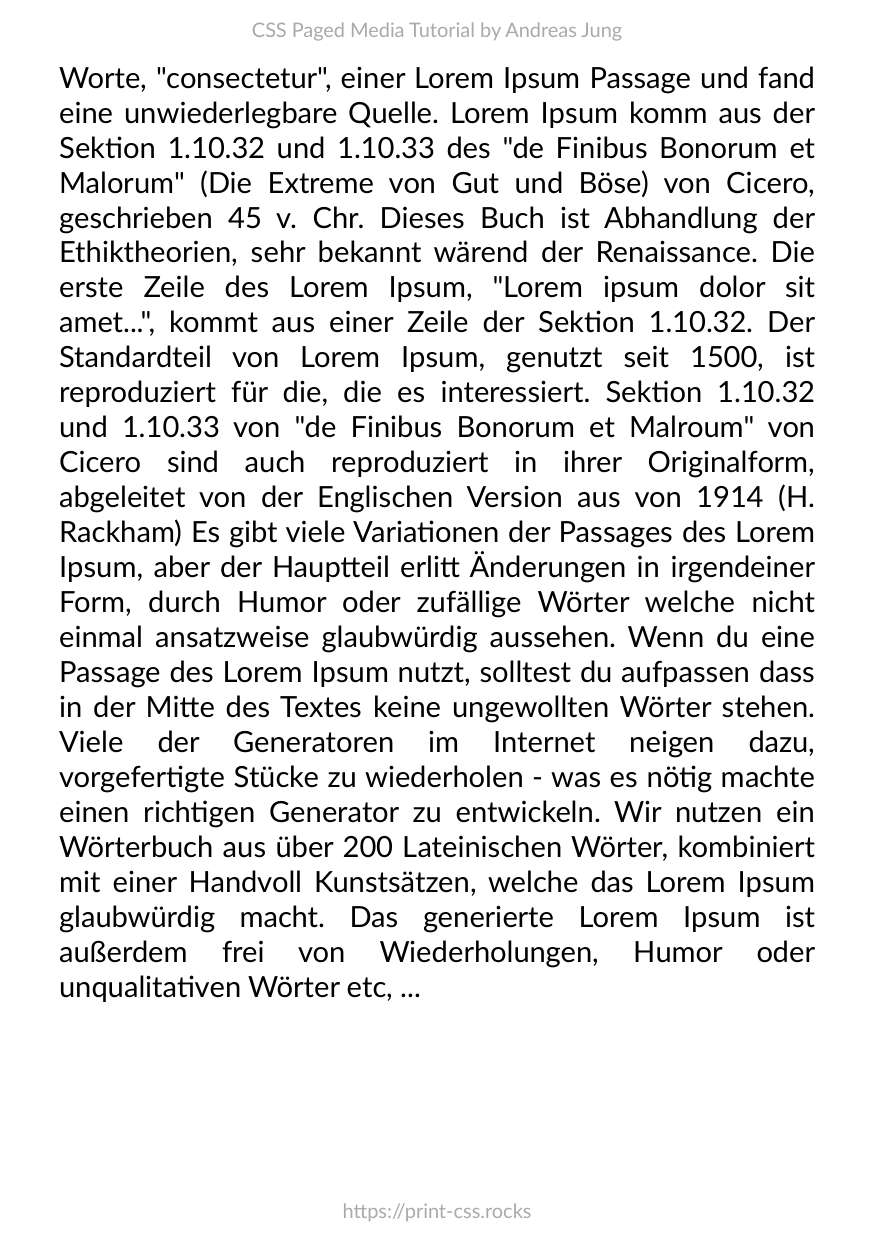 CSS Paged Media Tutorial by Andreas Jung
Worte, "consectetur", einer Lorem Ipsum Passage und fand
eine unwiederlegbare Quelle. Lorem Ipsum komm aus der
Sektion 1.10.32 und 1.10.33 des "de Finibus Bonorum et
Malorum" (Die Extreme von Gut und Böse) von Cicero,
geschrieben 45 v. Chr. Dieses Buch ist Abhandlung der
Ethiktheorien, sehr bekannt wärend der Renaissance. Die
erste Zeile des Lorem Ipsum, "Lorem ipsum dolor sit
amet...", kommt aus einer Zeile der Sektion 1.10.32. Der
Standardteil von Lorem Ipsum, genutzt seit 1500, ist
reproduziert für die, die es interessiert. Sektion 1.10.32
und 1.10.33 von "de Finibus Bonorum et Malroum" von
Cicero sind auch reproduziert in ihrer Originalform,
abgeleitet von der Englischen Version aus von 1914 (H.
Rackham) Es gibt viele Variationen der Passages des Lorem
Ipsum, aber der Hauptteil erlitt Änderungen in irgendeiner
Form, durch Humor oder zufällige Wörter welche nicht
einmal ansatzweise glaubwürdig aussehen. Wenn du eine
Passage des Lorem Ipsum nutzt, solltest du aufpassen dass
in der Mitte des Textes keine ungewollten Wörter stehen.
Viele der Generatoren im Internet neigen dazu,
vorgefertigte Stücke zu wiederholen - was es nötig machte
einen richtigen Generator zu entwickeln. Wir nutzen ein
Wörterbuch aus über 200 Lateinischen Wörter, kombiniert
mit einer Handvoll Kunstsätzen, welche das Lorem Ipsum
glaubwürdig macht. Das generierte Lorem Ipsum ist
außerdem frei von Wiederholungen, Humor oder
unqualitativen Wörter etc, ...
https://print-css.rocks